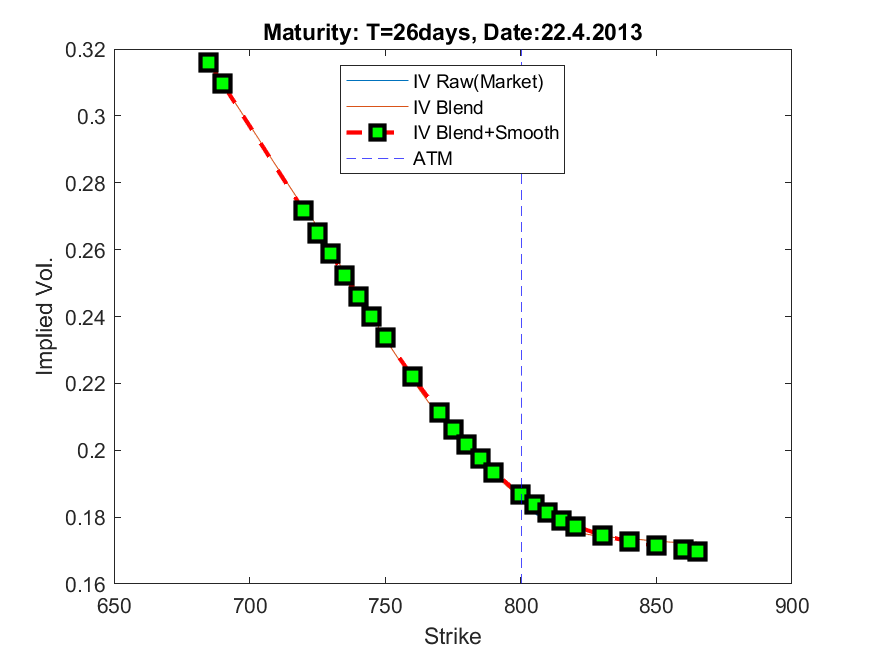 Maturity: T=26days, Date:22.4.2013
0.32
0.3
0.28
0.26
0.24
0.22
0.2
0.18
0.16
Implied Vol.
IV Raw(Market)
IV Blend
IV Blend+Smooth
ATM
650 700 750 800 850 900
Strike